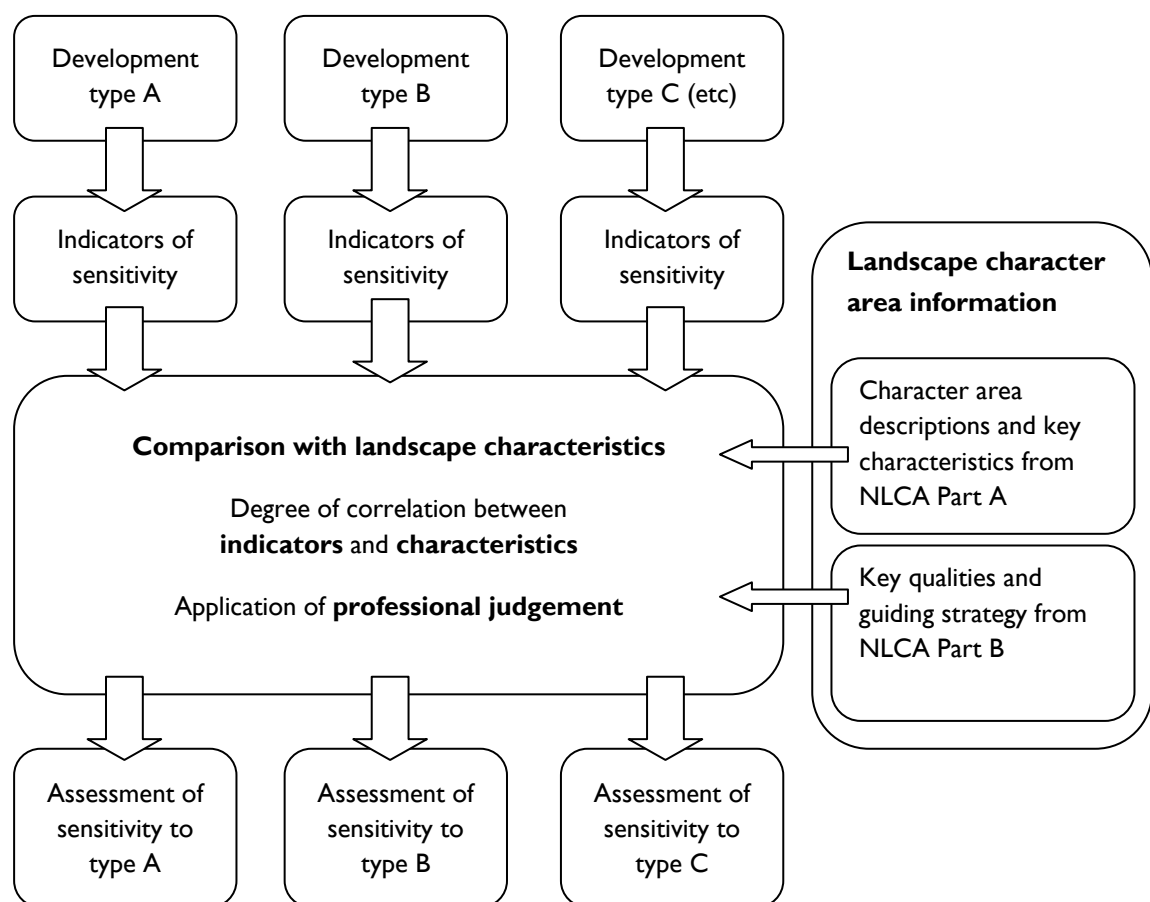 Development
type A
Development
type B
Development
type C (etc)
Indicators of
sensitivity
Indicators of
sensitivity
Indicators of
sensitivity
Landscape character
area information
Character area
descriptions and key
characteristics from
NLCA Part A
Key qualities and
guiding strategy from
NLCA Part B
Comparison with landscape characteristics
Degree of correlation between
indicators and characteristics
Application of professional judgement
Assessment of
sensitivity to
type A
Assessment of
sensitivity to
type B
Assessment of
sensitivity to
type C